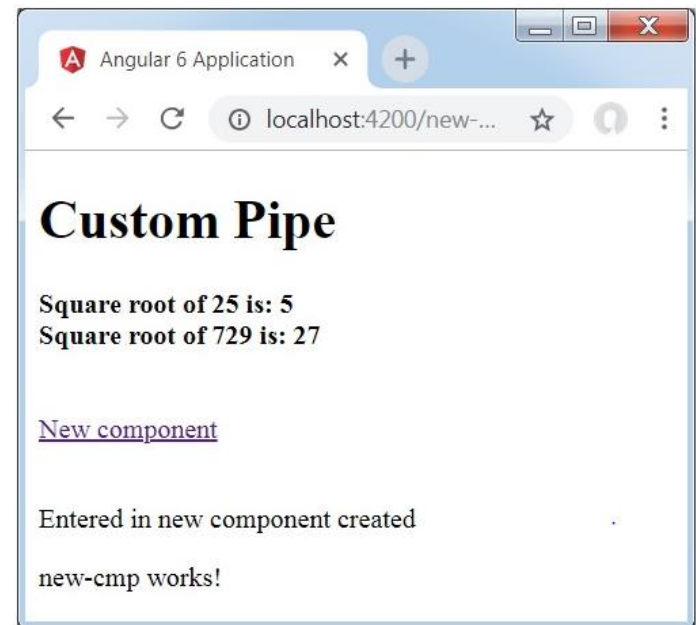 Angular 6 Application
localhost:4200/new-...
Custom Pipe
Square root of 25 is: 5
Square root of 729 is: 27
New component
Entered in new component created
new-cmp works!